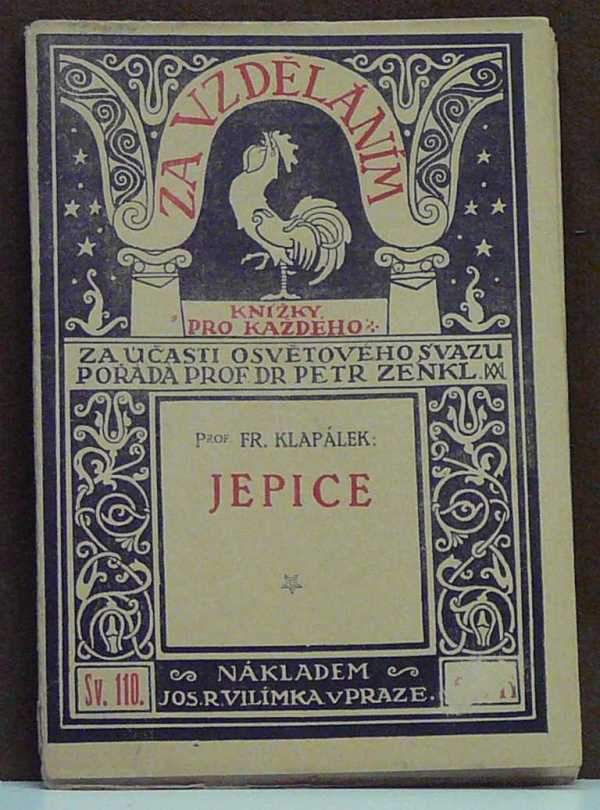 ZA VZDĚLÁNÍM
KNÍŽKY
PRO KAŽDÉHO
ZA ÚČASTI OSVĚTOVÉHO SVAZU
POŘÁDÁ PROF. DR PETR ZENKL.
PROF. FR. KLAPÁLEK:
JEPICE
NÁKLADEM
Sv. 110.
JOS. R. VILÍMKA V PRAZE.